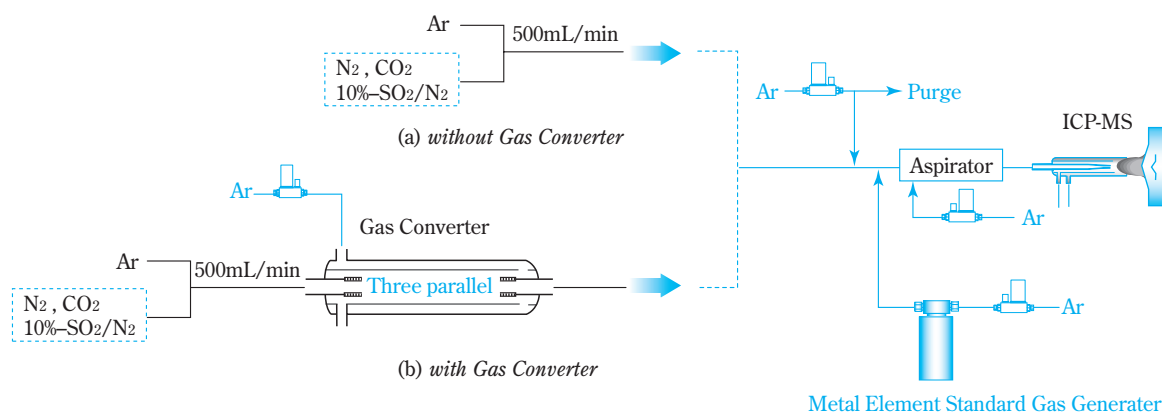 Ar
500mL/min
N2 , CO2
10%–SO2/N2
(a) without Gas Converter
Ar
Purge
ICP-MS
Aspirator
Ar
Ar
Gas Converter
Ar
500mL/min
Three parallel
N2 , CO2
10%–SO2/N2
(b) with Gas Converter
Ar
Metal Element Standard Gas Generater